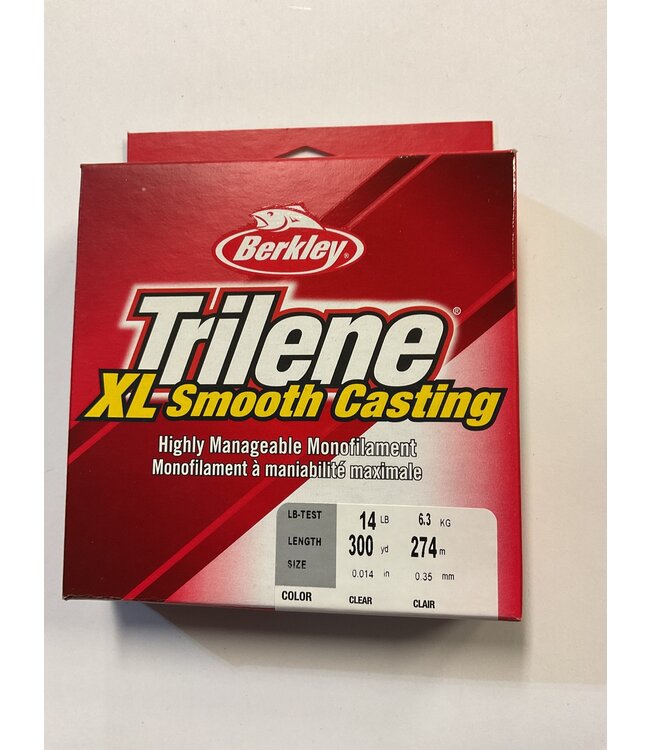 Berkley®
Trilene®
XL Smooth Casting
Highly Manageable Monofilament
Monofilament à maniabilité maximale
LB-TEST 14 LB 6.3 KG
LENGTH 300 yd 274 m
SIZE 0.014 in 0.35 mm
COLOR CLEAR CLAIR